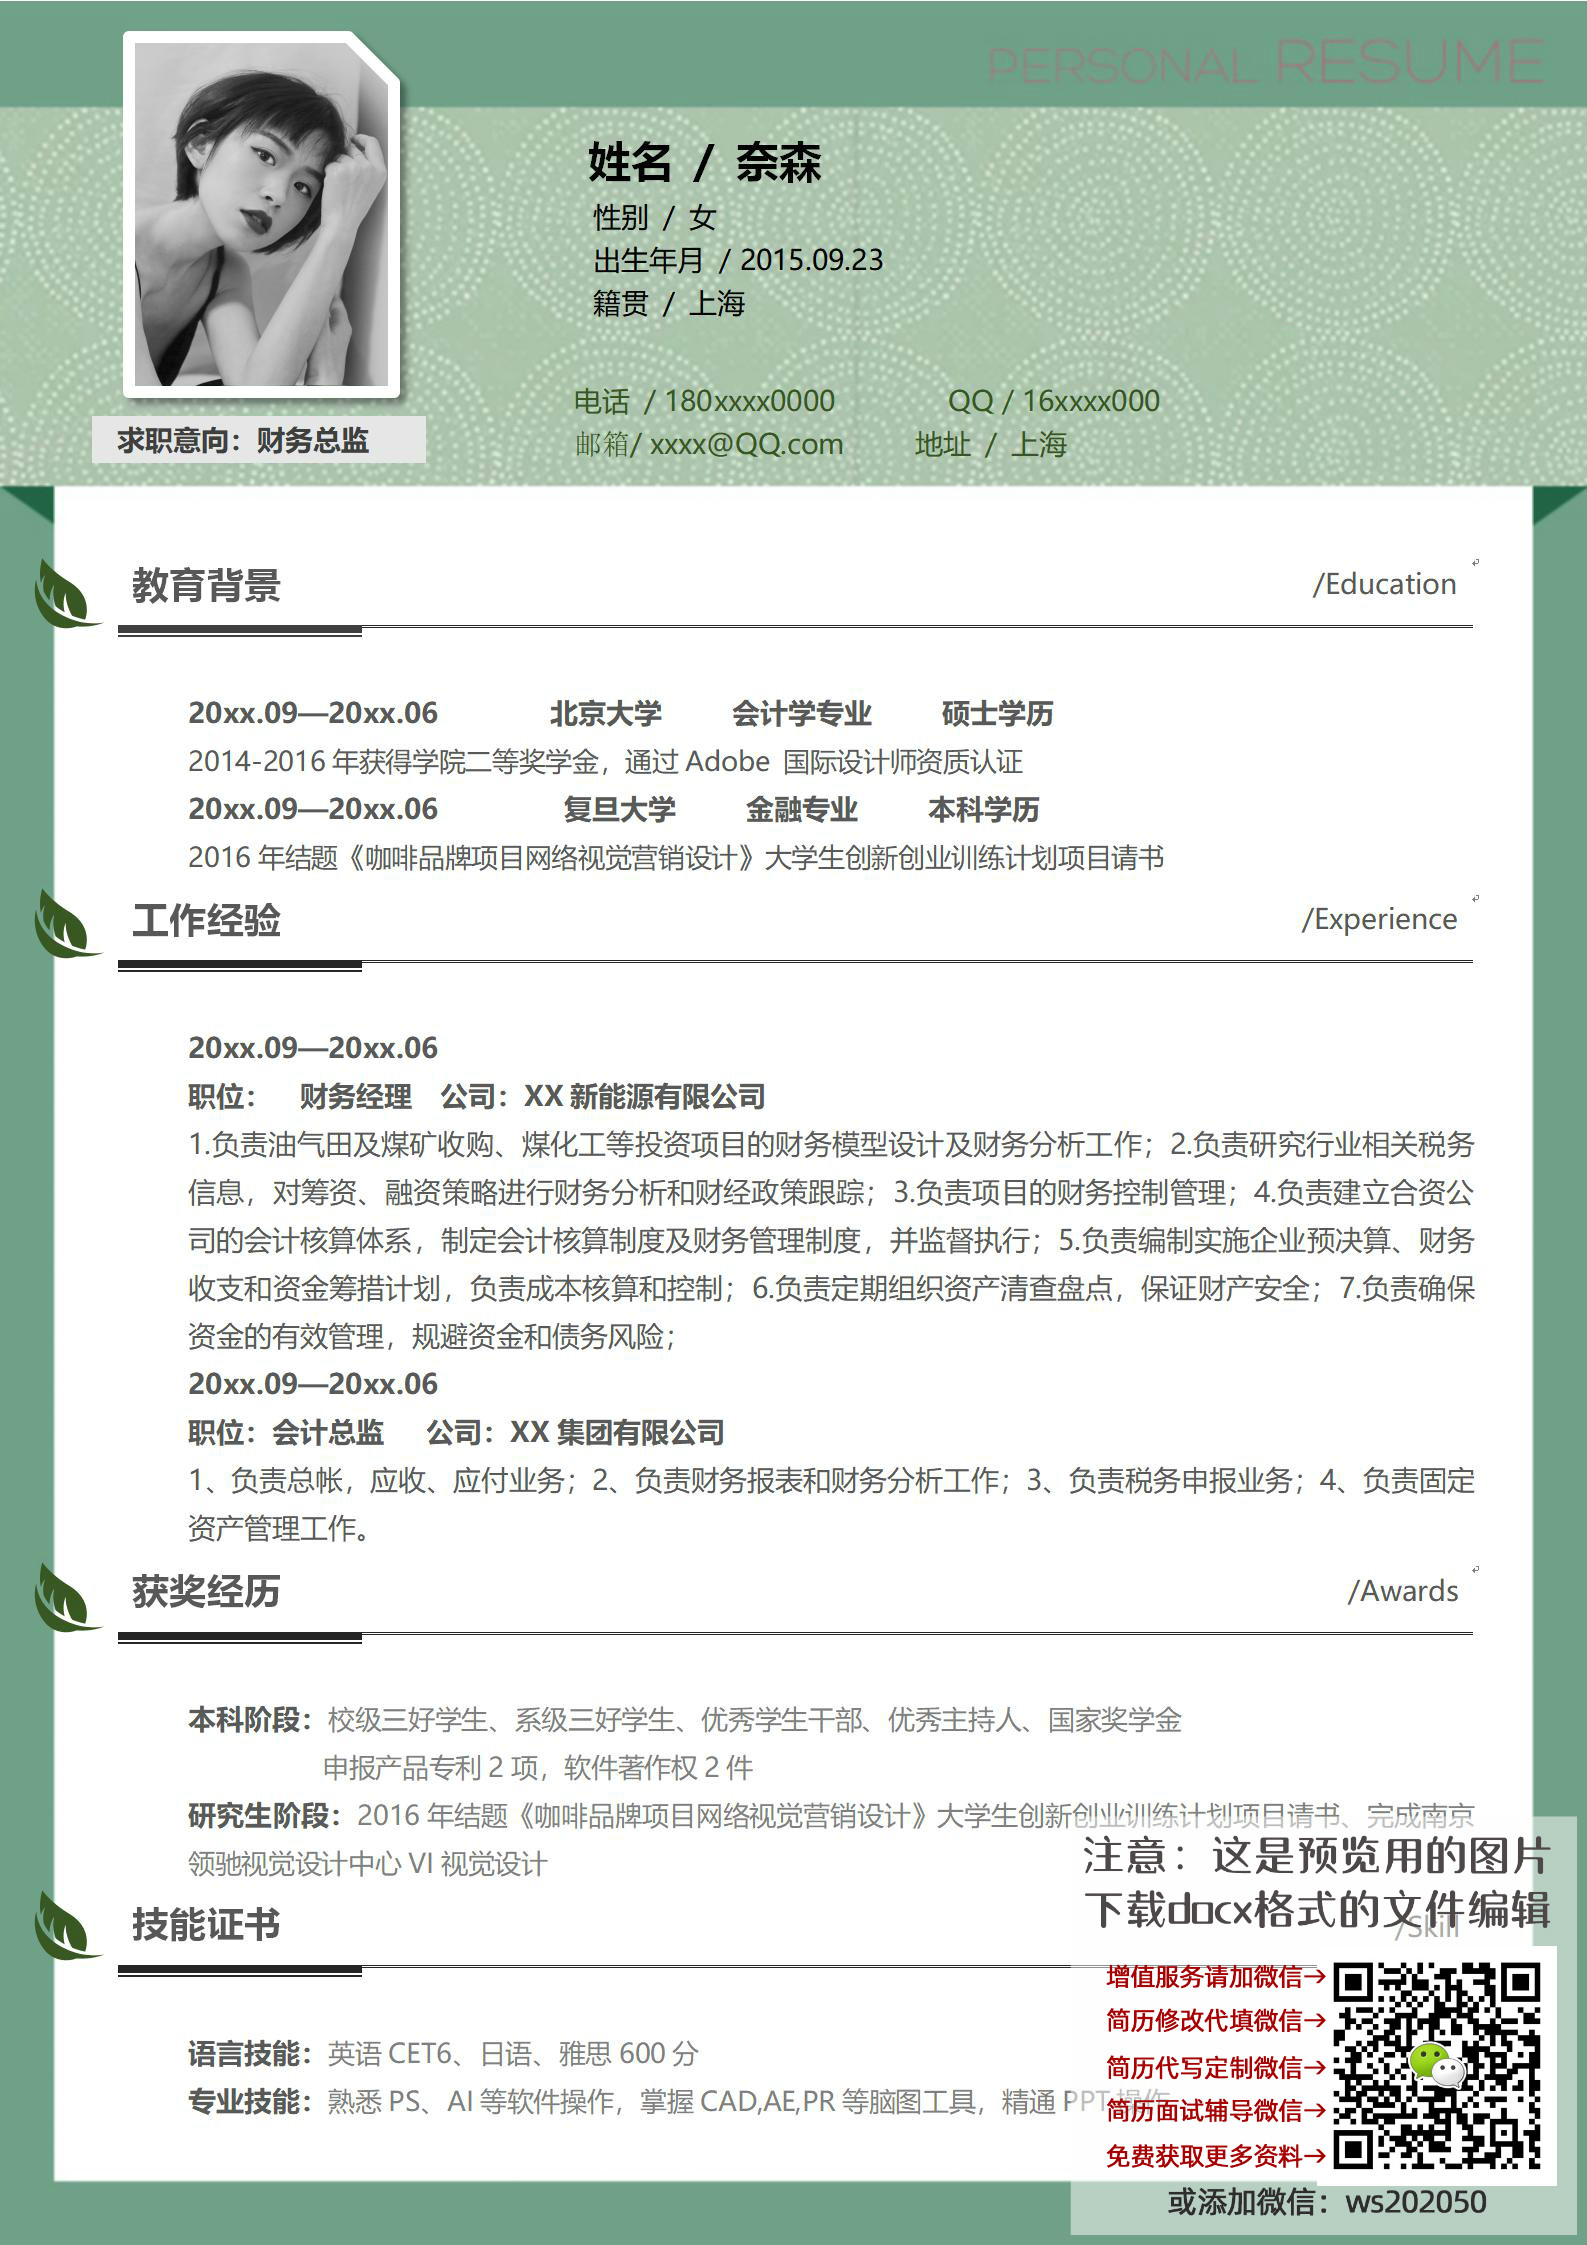 PERSONAL RESUME
姓名 / 奈森
性别 / 女
出生年月 / 2015.09.23
籍贯 / 上海
电话 / 180xxxx0000 QQ / 16xxxx000
邮箱/ xxxx@QQ.com 地址 / 上海
求职意向：财务总监
教育背景 /Education
20xx.09—20xx.06 北京大学 会计学专业 硕士学历
2014-2016 年获得学院二等奖学金，通过 Adobe 国际设计师资质认证
20xx.09—20xx.06 复旦大学 金融专业 本科学历
2016 年结题《咖啡品牌项目网络视觉营销设计》大学生创新创业训练计划项目请书
工作经验 /Experience
20xx.09—20xx.06
职位： 财务经理 公司：XX 新能源有限公司
1.负责油气田及煤矿收购、煤化工等投资项目的财务模型设计及财务分析工作；2.负责研究行业相关税务
信息，对筹资、融资策略进行财务分析和财经政策跟踪；3.负责项目的财务控制管理；4.负责建立合资公
司的会计核算体系，制定会计核算制度及财务管理制度，并监督执行；5.负责编制实施企业预决算、财务
收支和资金筹措计划，负责成本核算和控制；6.负责定期组织资产清查盘点，保证财产安全；7.负责确保
资金的有效管理，规避资金和债务风险；
20xx.09—20xx.06
职位：会计总监 公司：XX 集团有限公司
1、负责总帐，应收、应付业务；2、负责财务报表和财务分析工作；3、负责税务申报业务；4、负责固定
资产管理工作。
获奖经历 /Awards
本科阶段：校级三好学生、系级三好学生、优秀学生干部、优秀主持人、国家奖学金
申报产品专利 2 项，软件著作权 2 件
研究生阶段：2016 年结题《咖啡品牌项目网络视觉营销设计》大学生创新创业训练计划项目请书、完成南京
领驰视觉设计中心 VI 视觉设计
技能证书 /Skill
语言技能：英语 CET6、日语、雅思 600 分
专业技能：熟悉 PS、AI 等软件操作，掌握 CAD,AE,PR 等脑图工具，精通 PPT 操作
注意：这是预览用的图片
下载docx格式的文件编辑
增值服务请加微信→
简历修改代填微信→
简历代写定制微信→
简历面试辅导微信→
免费获取更多资料→
或添加微信：ws202050